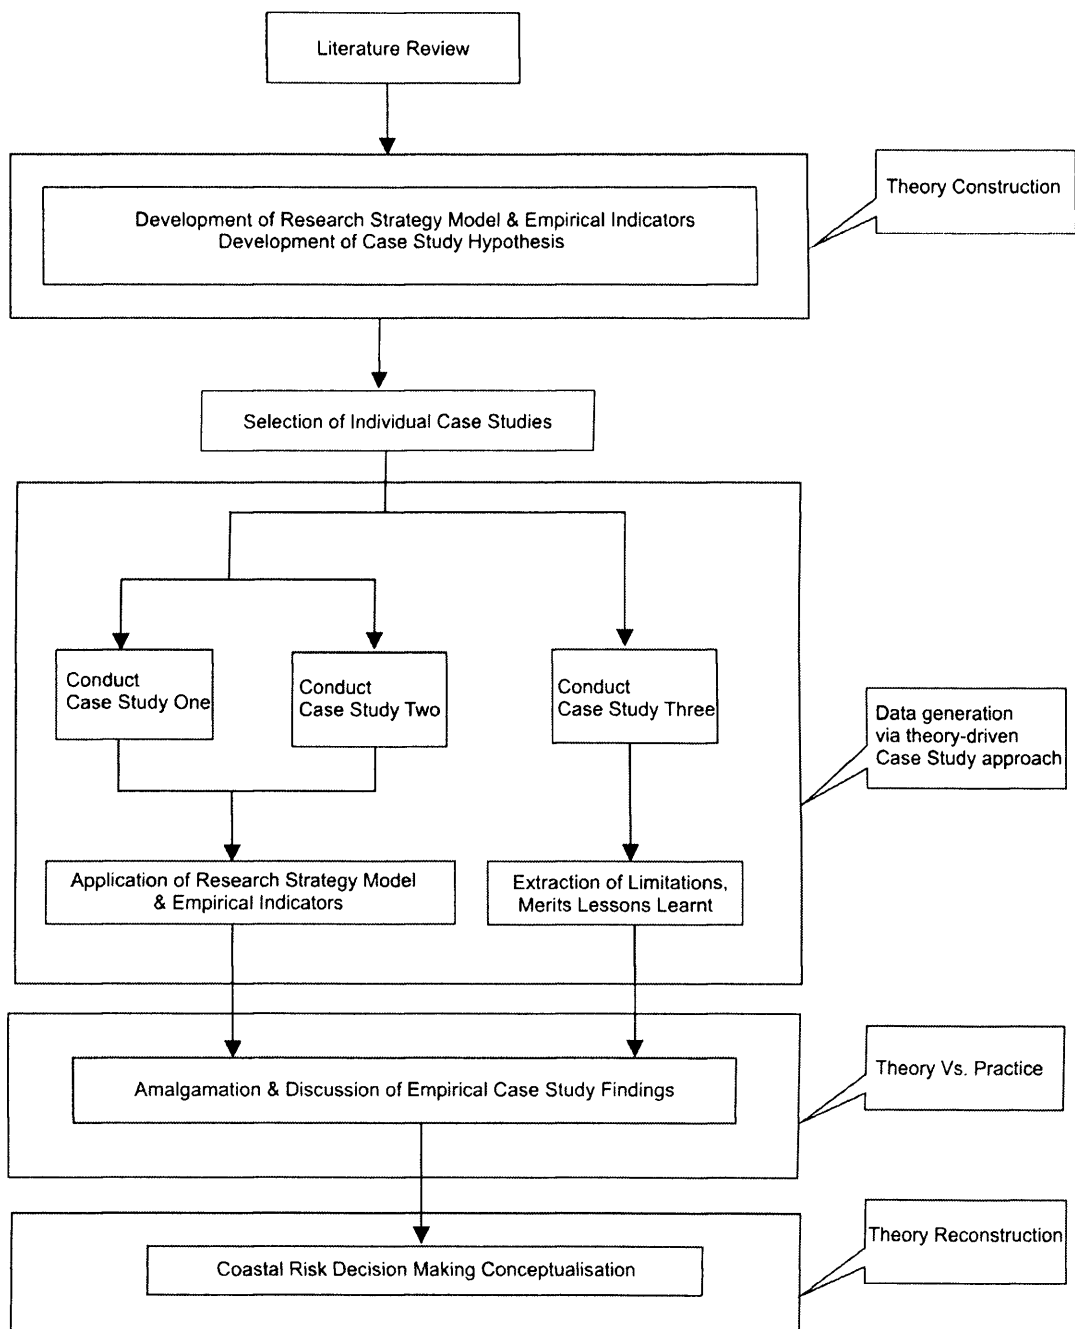 Literature Review
Theory Construction
Development of Research Strategy Model & Empirical Indicators
Development of Case Study Hypothesis
Selection of Individual Case Studies
Conduct
Case Study One
Conduct
Case Study Two
Conduct
Case Study Three
Data generation
via theory-driven
Case Study approach
Application of Research Strategy Model
& Empirical Indicators
Extraction of Limitations,
Merits Lessons Learnt
Theory Vs. Practice
Amalgamation & Discussion of Empirical Case Study Findings
Theory Reconstruction
Coastal Risk Decision Making Conceptualisation